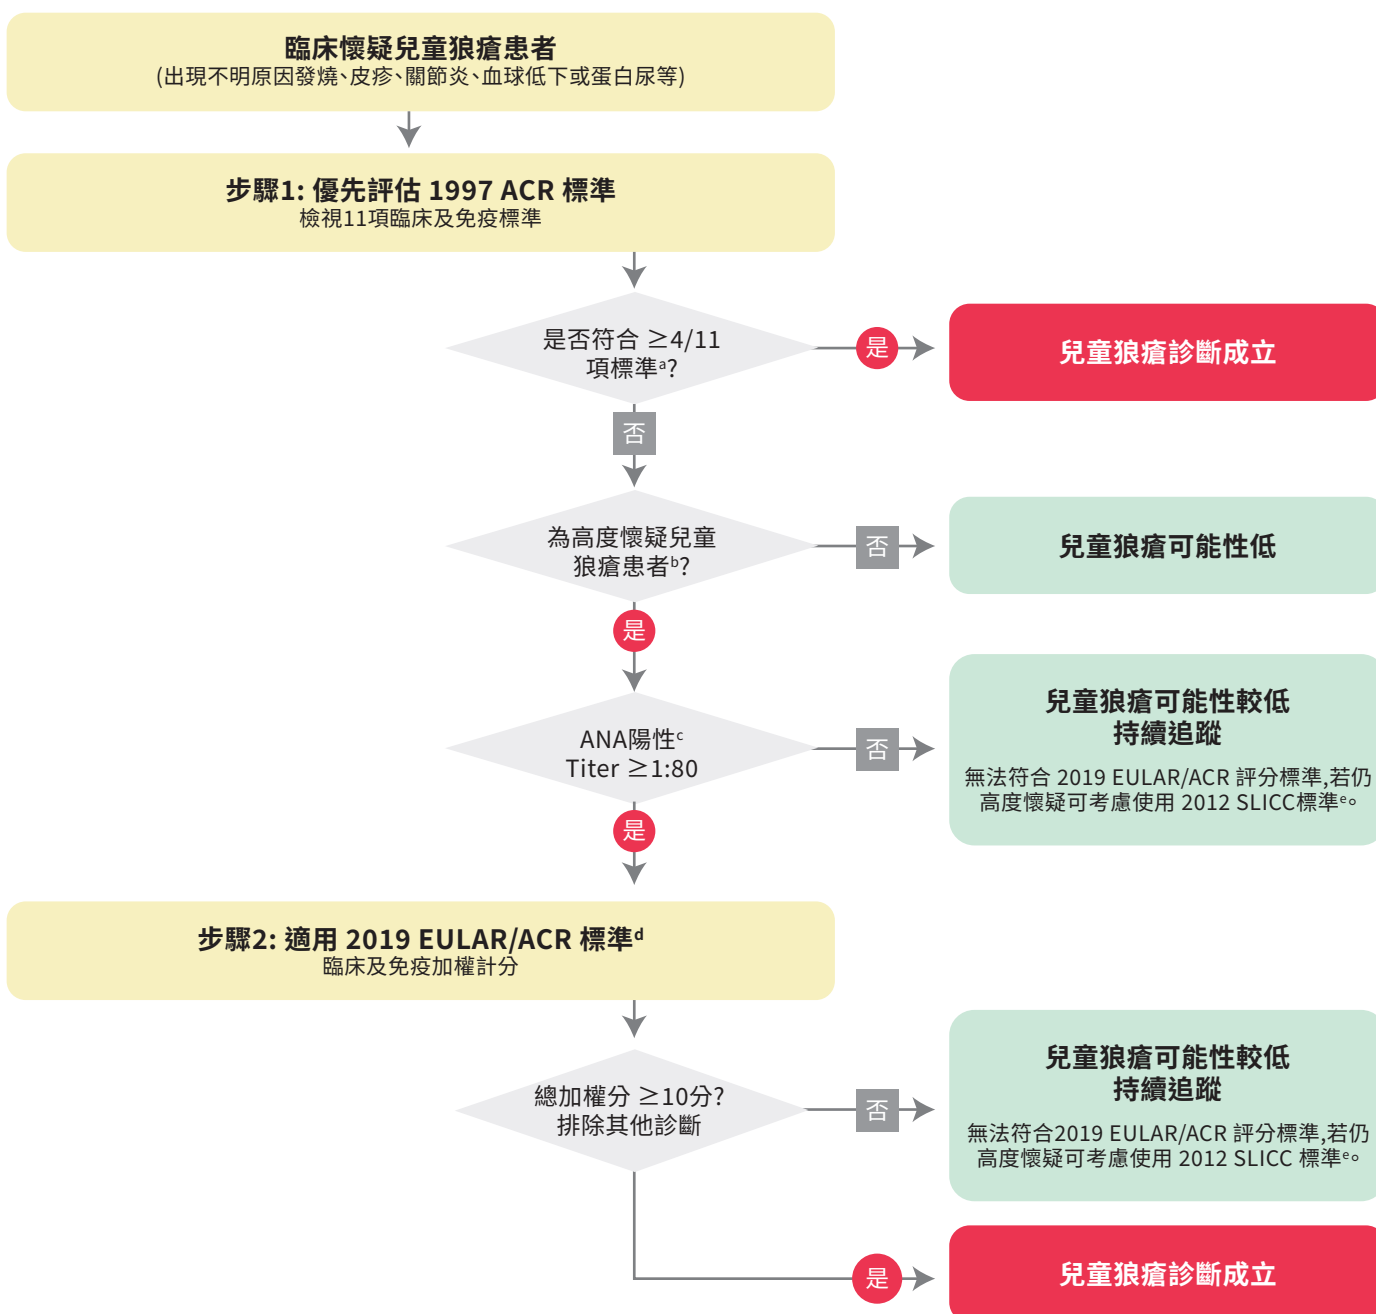 臨床懷疑兒童狼瘡患者
(出現不明原因發燒、皮疹、關節炎、血球低下或蛋白尿等)
步驟1: 優先評估 1997 ACR 標準
檢視11項臨床及免疫標準
是否符合 ≥4/11
項標準ᵃ?
是
兒童狼瘡診斷成立
否
為高度懷疑兒童
狼瘡患者ᵇ?
否
兒童狼瘡可能性低
是
ANA陽性ᶜ
Titer ≥1:80
否
兒童狼瘡可能性較低
持續追蹤
無法符合 2019 EULAR/ACR 評分標準,若仍
高度懷疑可考慮使用 2012 SLICC標準ᵉ。
是
步驟2: 適用 2019 EULAR/ACR 標準ᵈ
臨床及免疫加權計分
總加權分 ≥10分?
排除其他診斷
否
兒童狼瘡可能性較低
持續追蹤
無法符合2019 EULAR/ACR 評分標準,若仍
高度懷疑可考慮使用 2012 SLICC 標準ᵉ。
是
兒童狼瘡診斷成立